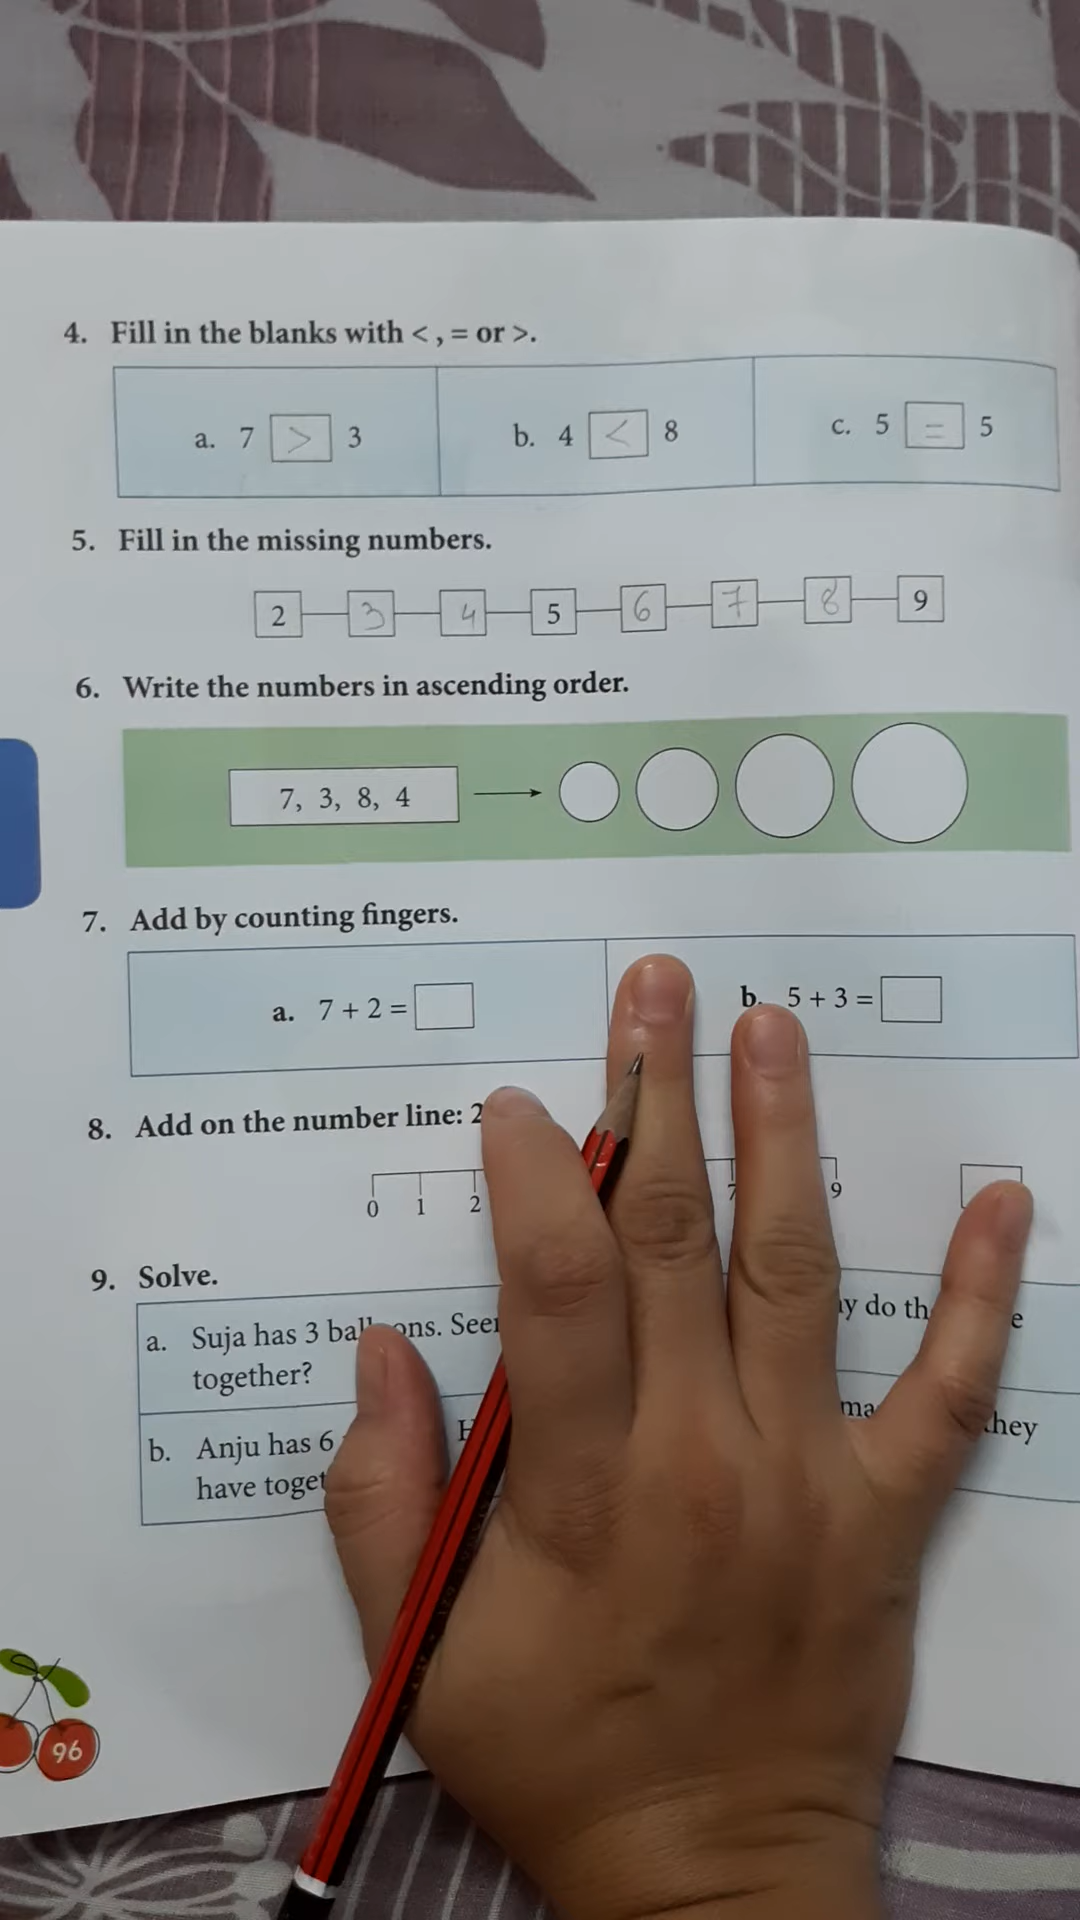 4. Fill in the blanks with < , = or >.
a. 7 > 3 b. 4 < 8 c. 5 = 5
5. Fill in the missing numbers.
2 3 4 5 6 7 8 9
6. Write the numbers in ascending order.
7, 3, 8, 4
7. Add by counting fingers.
a. 7 + 2 = b. 5 + 3 =
8. Add on the number line: 2
0 1 2 7 9
9. Solve.
a. Suja has 3 do
together?
b. Anju has 6 they
have
96